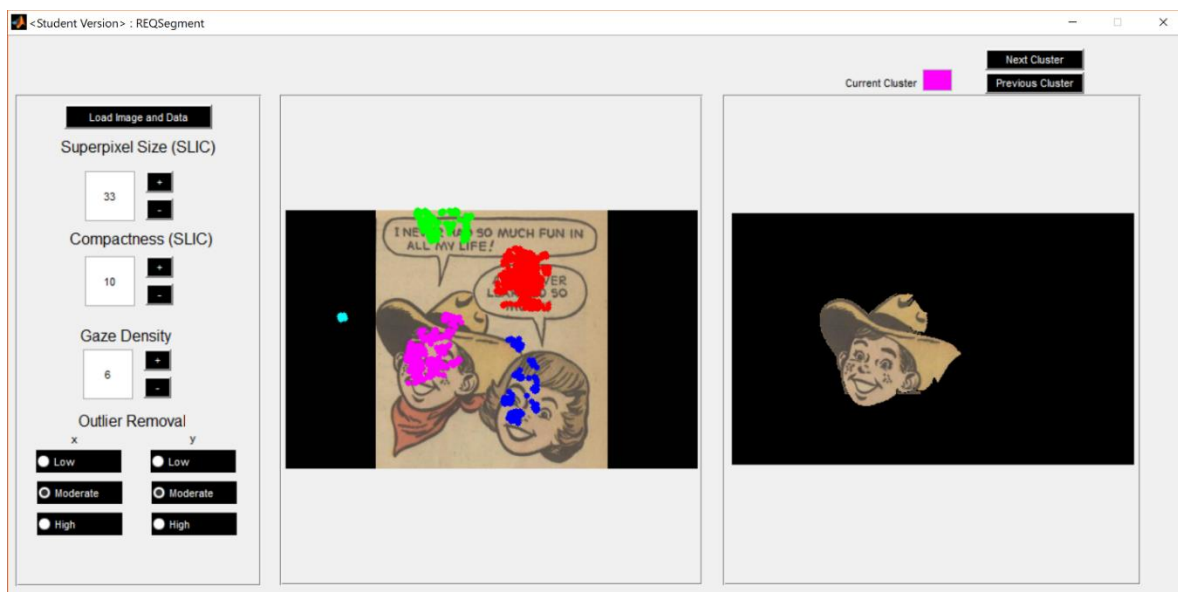 <Student Version> : REQSegment
Next Cluster
Current Cluster
Previous Cluster
Load Image and Data
Superpixel Size (SLIC)
33
+
-
Compactness (SLIC)
10
+
-
Gaze Density
6
+
-
Outlier Removal
x y
Low Low
Moderate Moderate
High High
I HAD SO MUCH FUN IN
ALL MY LIFE!
SO